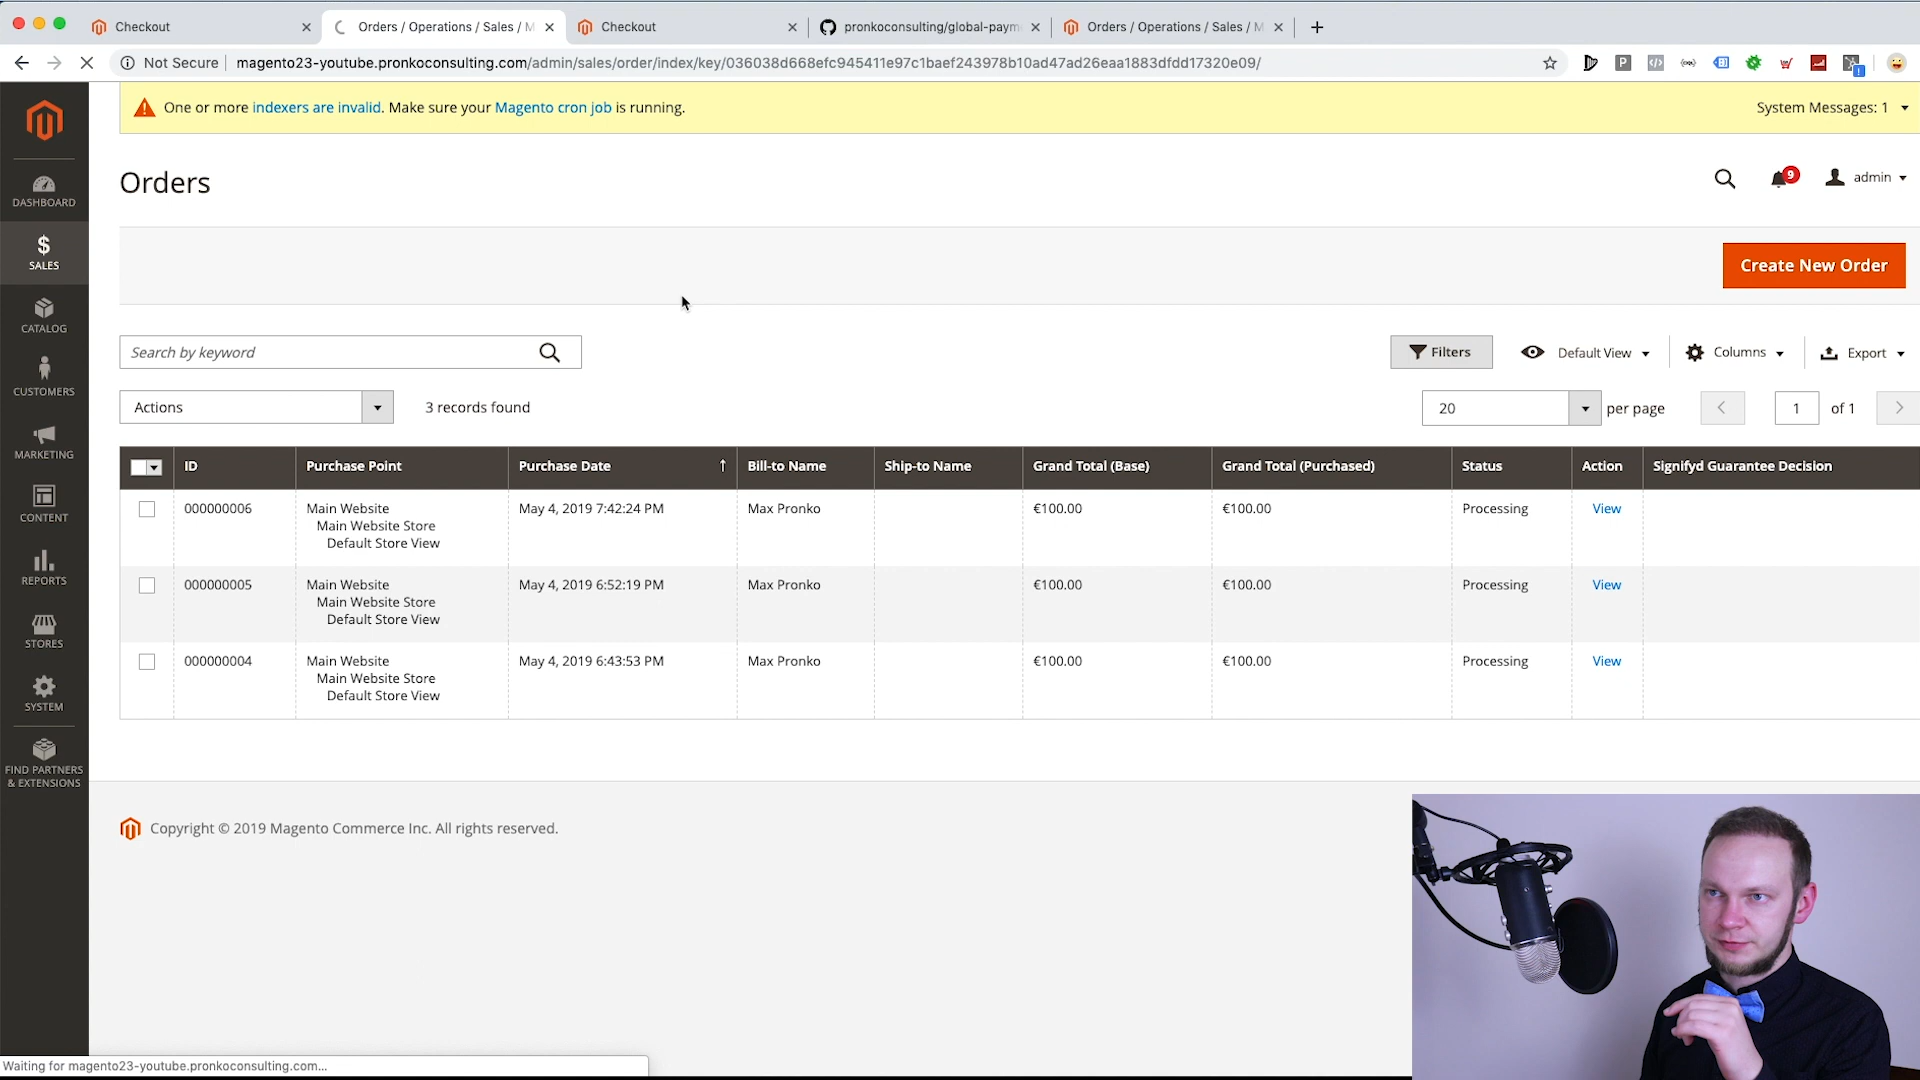 Checkout
Orders / Operations / Sales / M
Checkout
pronkoconsulting/global-paym
Orders / Operations / Sales / M
Not Secure
magento23-youtube.pronkoconsulting.com/admin/sales/order/index/key/036038d668efc945411e97c1baef243978b10ad47ad26eaa1883dfdd17320e09/
One or more indexers are invalid. Make sure your Magento cron job is running.
System Messages: 1
Orders
9
admin
DASHBOARD
SALES
CATALOG
CUSTOMERS
MARKETING
CONTENT
REPORTS
STORES
SYSTEM
FIND PARTNERS
& EXTENSIONS
Create New Order
Search by keyword
Filters
Default View
Columns
Export
Actions
3 records found
20
per page
1
of 1
ID
Purchase Point
Purchase Date
Bill-to Name
Ship-to Name
Grand Total (Base)
Grand Total (Purchased)
Status
Action
Signifyd Guarantee Decision
000000006
Main Website
Main Website Store
Default Store View
May 4, 2019 7:42:24 PM
Max Pronko
€100.00
€100.00
Processing
View
000000005
Main Website
Main Website Store
Default Store View
May 4, 2019 6:52:19 PM
Max Pronko
€100.00
€100.00
Processing
View
000000004
Main Website
Main Website Store
Default Store View
May 4, 2019 6:43:53 PM
Max Pronko
€100.00
€100.00
Processing
View
Copyright © 2019 Magento Commerce Inc. All rights reserved.
Waiting for magento23-youtube.pronkoconsulting.com...